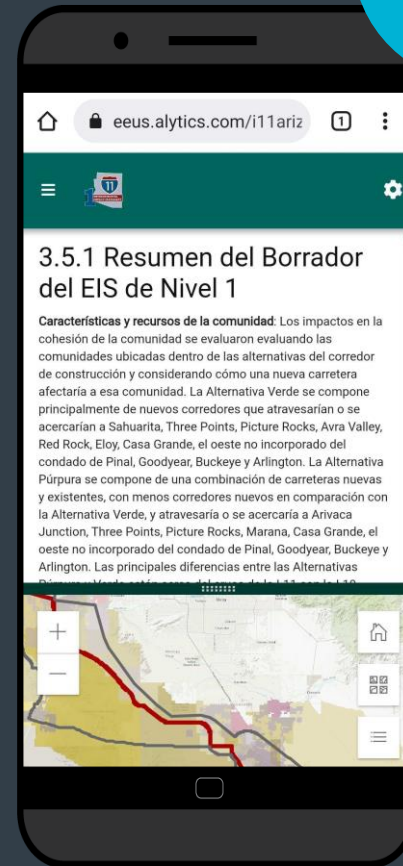 eeus.alytics.com/i11ariz
1
11
3.5.1 Resumen del Borrador
del EIS de Nivel 1
Características y recursos de la comunidad: Los impactos en la
cohesión de la comunidad se evaluaron evaluando las
comunidades ubicadas dentro de las alternativas del corredor
de construcción y considerando cómo una nueva carretera
afectaría a esa comunidad. La Alternativa Verde se compone
principalmente de nuevos corredores que atravesarían o se
acercarían a Sahuarita, Three Points, Picture Rocks, Avra Valley,
Red Rock, Eloy, Casa Grande, el oeste no incorporado del
condado de Pinal, Goodyear, Buckeye y Arlington. La Alternativa
Púrpura se compone de una combinación de carreteras nuevas
y existentes, con menos corredores nuevos en comparación con
la Alternativa Verde, y atravesaría o se acercaría a Arivaca
Junction, Three Points, Picture Rocks, Marana, Casa Grande, el
oeste no incorporado del condado de Pinal, Goodyear, Buckeye y
Arlington. Las principales diferencias entre las Alternativas